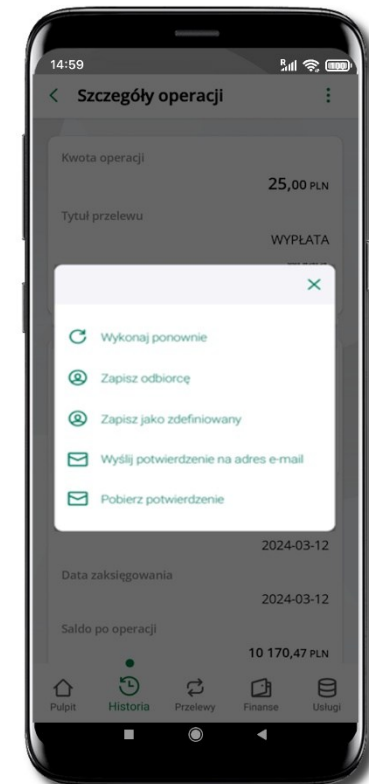 14:59
Szczegóły operacji
Kwota operacji
25,00 PLN
Tytuł przelewu
WYPŁATA
Wykonaj ponownie
Zapisz odbiorcę
Zapisz jako zdefiniowany
Wyślij potwierdzenie na adres e-mail
Pobierz potwierdzenie
2024-03-12
Data zaksięgowania
2024-03-12
Saldo po operacji
10 170,47 PLN
Pulpit Historia Przelewy Finanse Usługi